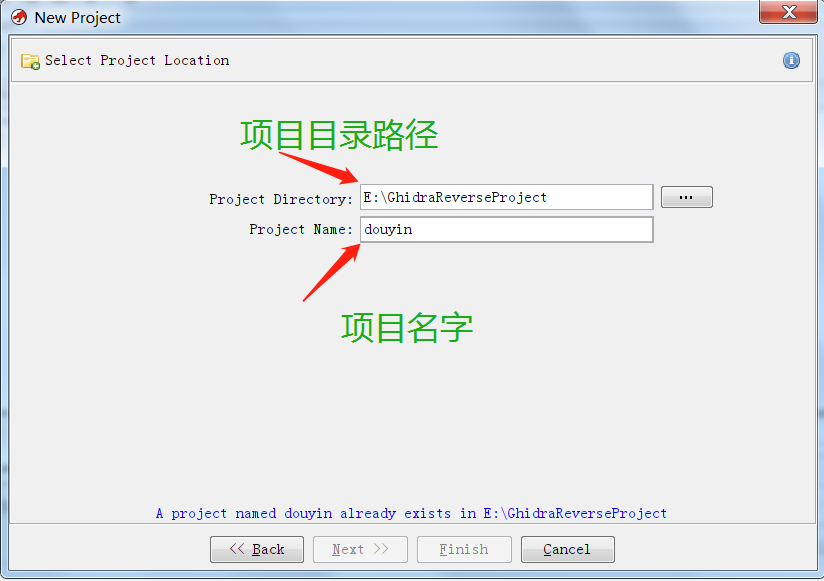 New Project
Select Project Location
项目目录路径
Project Directory: E:\GhidraReverseProject ...
Project Name: douyin
项目名字
A project named douyin already exists in E:\GhidraReverseProject
<< Back Next >> Finish Cancel